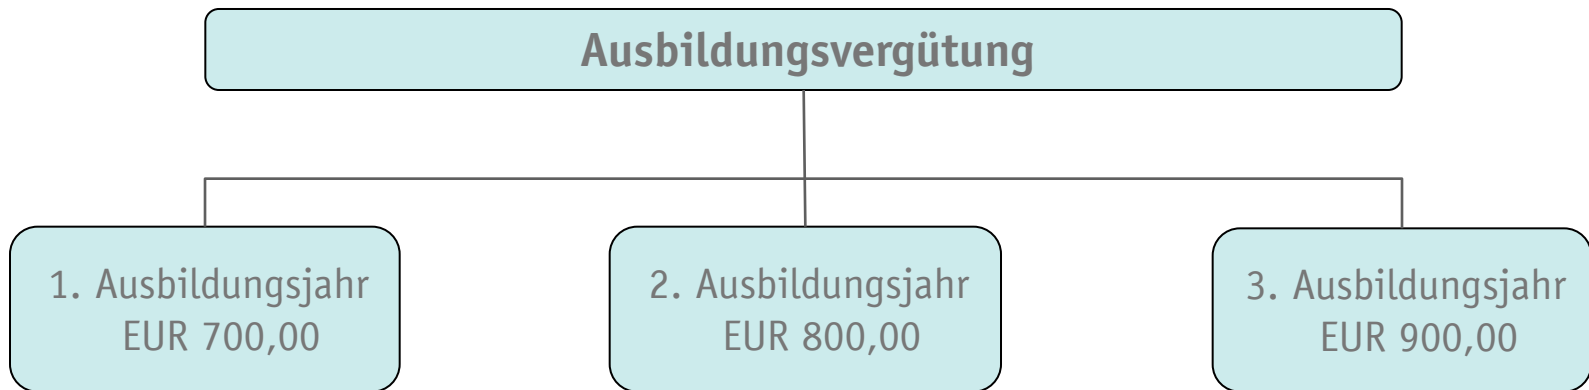 Ausbildungsvergütung
1. Ausbildungsjahr
EUR 700,00
2. Ausbildungsjahr
EUR 800,00
3. Ausbildungsjahr
EUR 900,00